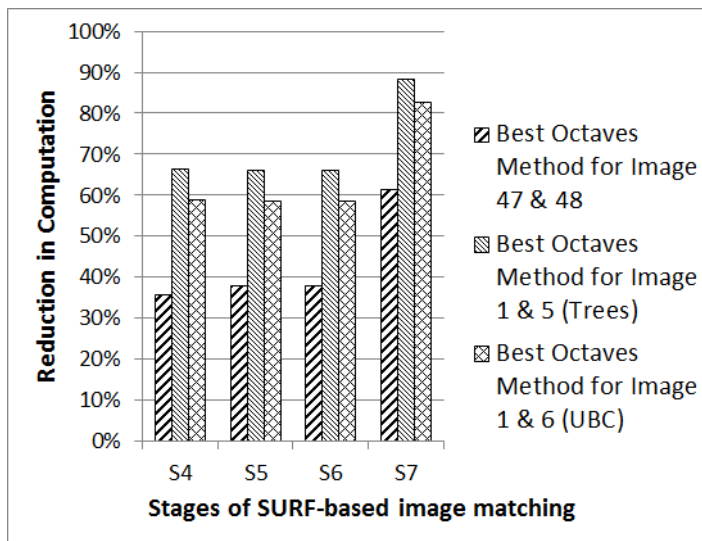 100%
90%
80%
70%
60%
50%
40%
30%
20%
10%
0%
Reduction in Computation
S4 S5 S6 S7
Stages of SURF-based image matching
Best Octaves
Method for Image
47 & 48
Best Octaves
Method for Image
1 & 5 (Trees)
Best Octaves
Method for Image
1 & 6 (UBC)